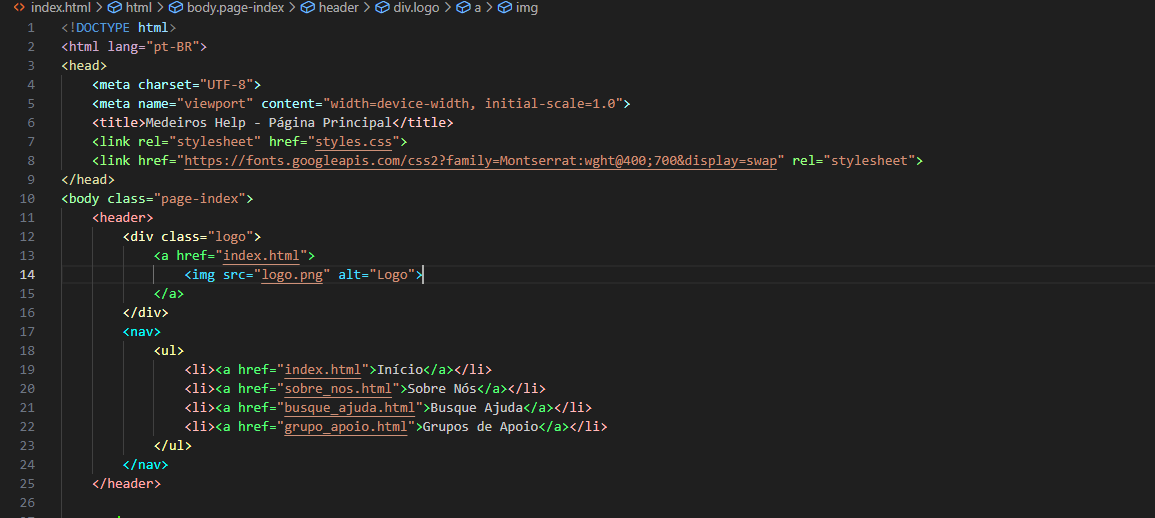 index.html > html > body.page-index > header > div.logo > a > img
1 <!DOCTYPE html>
2 <html lang="pt-BR">
3 <head>
4 <meta charset="UTF-8">
5 <meta name="viewport" content="width=device-width, initial-scale=1.0">
6 <title>Medeiros Help - Página Principal</title>
7 <link rel="stylesheet" href="styles.css">
8 <link href="https://fonts.googleapis.com/css2?family=Montserrat:wght@400;700&display=swap" rel="stylesheet">
9 </head>
10 <body class="page-index">
11 <header>
12 <div class="logo">
13 <a href="index.html">
14 <img src="logo.png" alt="Logo">
15 </a>
16 </div>
17 <nav>
18 <ul>
19 <li><a href="index.html">Início</a></li>
20 <li><a href="sobre_nos.html">Sobre Nós</a></li>
21 <li><a href="busque_ajuda.html">Busque Ajuda</a></li>
22 <li><a href="grupo_apoio.html">Grupos de Apoio</a></li>
23 </ul>
24 </nav>
25 </header>
26